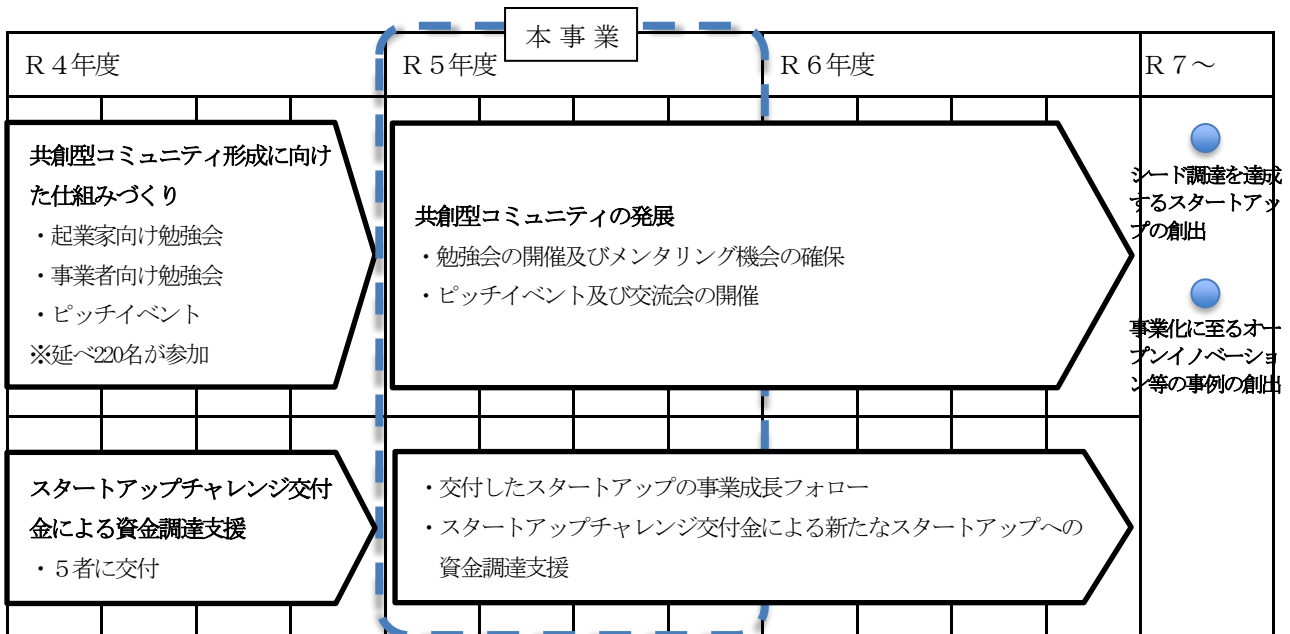 本 事 業
Ｒ４年度
Ｒ５年度
Ｒ６年度
Ｒ７～
共創型コミュニティ形成に向け
た仕組みづくり
・起業家向け勉強会
・事業者向け勉強会
・ピッチイベント
※延べ220名が参加
共創型コミュニティの発展
・勉強会の開催及びメンタリング機会の確保
・ピッチイベント及び交流会の開催
シード調達を達成
するスタートアッ
プの創出
事業化に至るオー
プンイノベーショ
ン等の事例の創出
スタートアップチャレンジ交付
金による資金調達支援
・５者に交付
・交付したスタートアップの事業成長フォロー
・スタートアップチャレンジ交付金による新たなスタートアップへの
資金調達支援